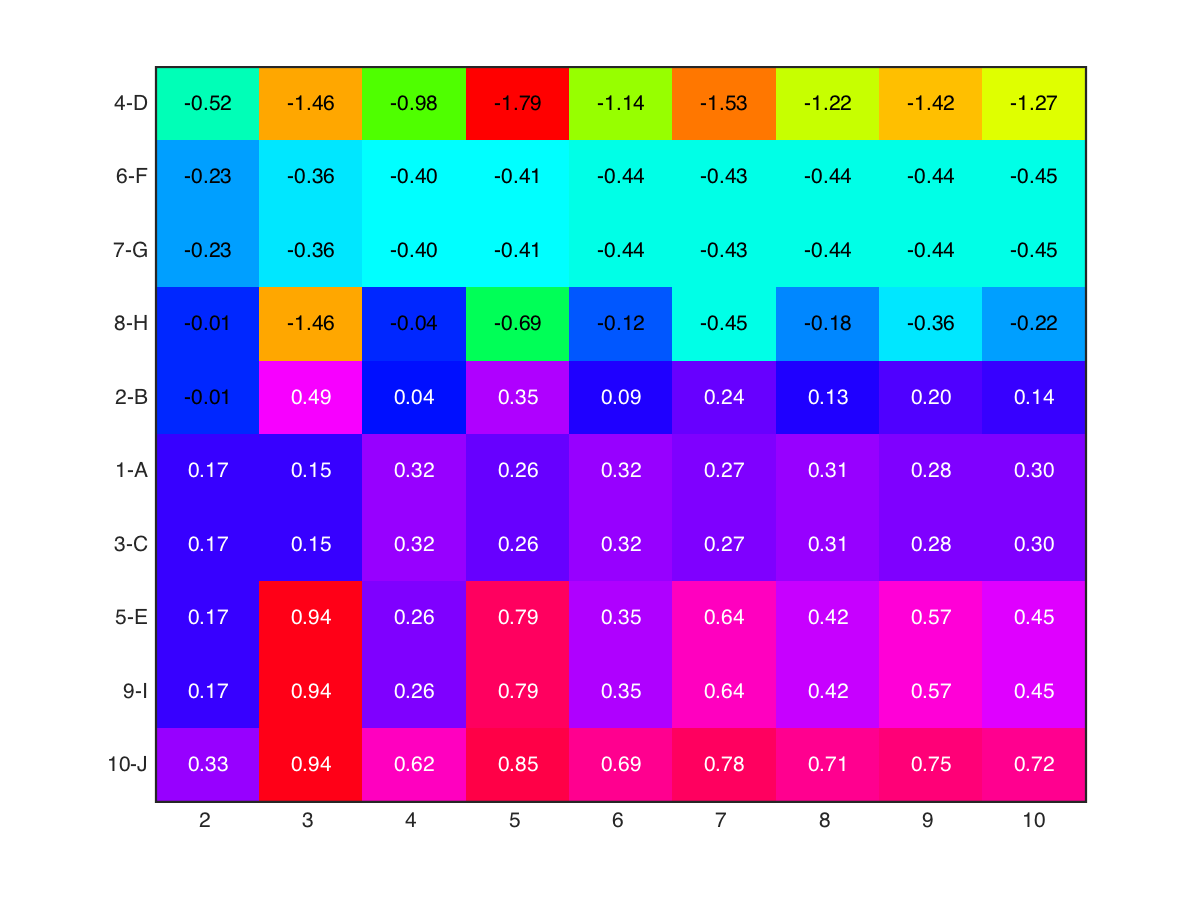 4-D -0.52 -1.46 -0.98 -1.79 -1.14 -1.53 -1.22 -1.42 -1.27
6-F -0.23 -0.36 -0.40 -0.41 -0.44 -0.43 -0.44 -0.44 -0.45
7-G -0.23 -0.36 -0.40 -0.41 -0.44 -0.43 -0.44 -0.44 -0.45
8-H -0.01 -1.46 -0.04 -0.69 -0.12 -0.45 -0.18 -0.36 -0.22
2-B -0.01 0.49 0.04 0.35 0.09 0.24 0.13 0.20 0.14
1-A 0.17 0.15 0.32 0.26 0.32 0.27 0.31 0.28 0.30
3-C 0.17 0.15 0.32 0.26 0.32 0.27 0.31 0.28 0.30
5-E 0.17 0.94 0.26 0.79 0.35 0.64 0.42 0.57 0.45
9-I 0.17 0.94 0.26 0.79 0.35 0.64 0.42 0.57 0.45
10-J 0.33 0.94 0.62 0.85 0.69 0.78 0.71 0.75 0.72
2 3 4 5 6 7 8 9 10